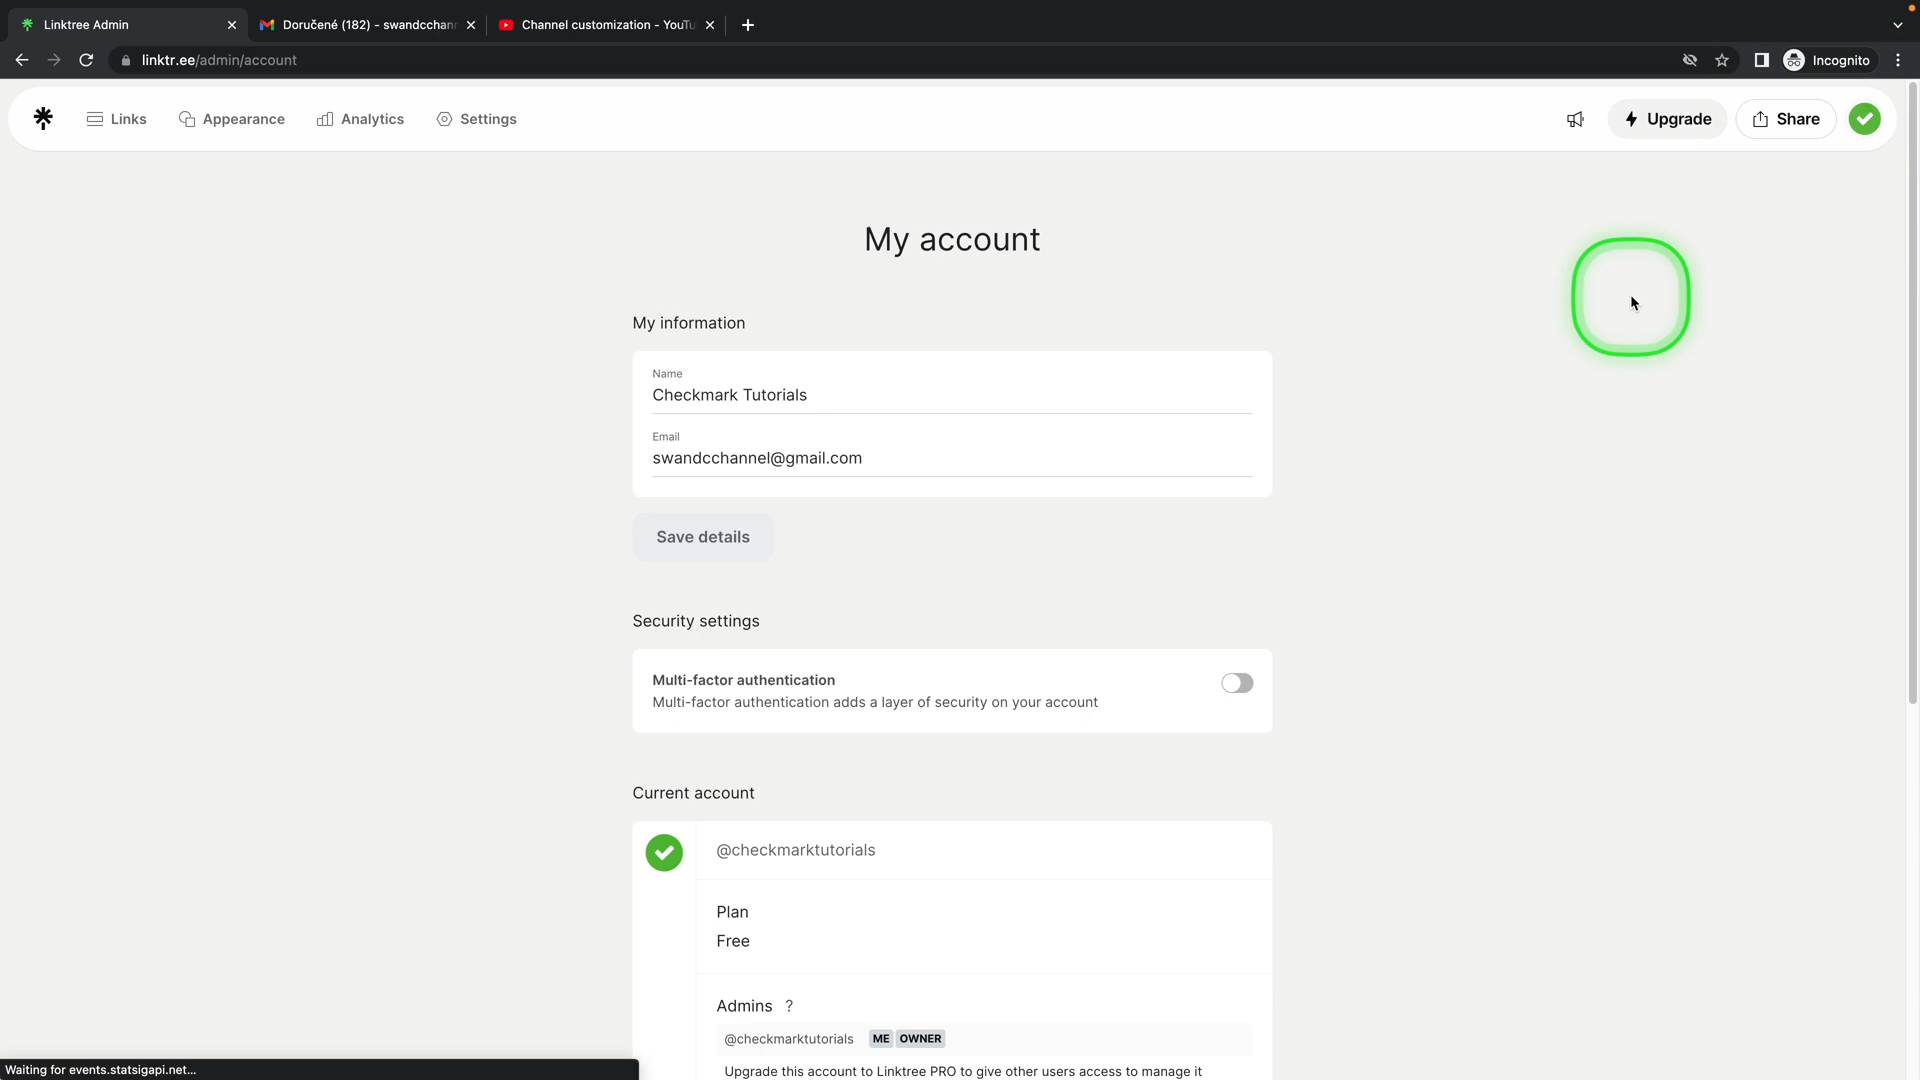 Linktree Admin
Doručené (182) - swandcchann
Channel customization - YouTu
linktr.ee/admin/account
Incognito
Links
Appearance
Analytics
Settings
Upgrade
Share
My account
My information
Name
Checkmark Tutorials
Email
swandcchannel@gmail.com
Save details
Security settings
Multi-factor authentication
Multi-factor authentication adds a layer of security on your account
Current account
@checkmarktutorials
Plan
Free
Admins ?
@checkmarktutorials ME OWNER
Upgrade this account to Linktree PRO to give other users access to manage it
Waiting for events.statsigapi.net...